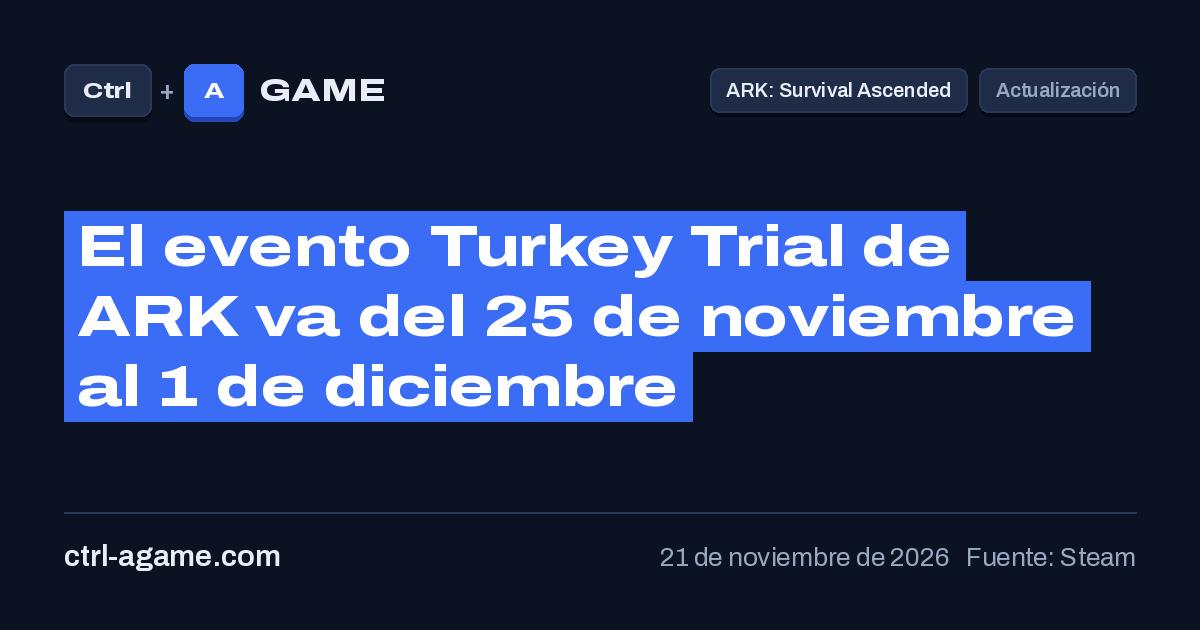 Ctrl + A GAME
ARK: Survival Ascended
Actualización
El evento Turkey Trial de
ARK va del 25 de noviembre
al 1 de diciembre
ctrl-agame.com
21 de noviembre de 2026 Fuente: Steam